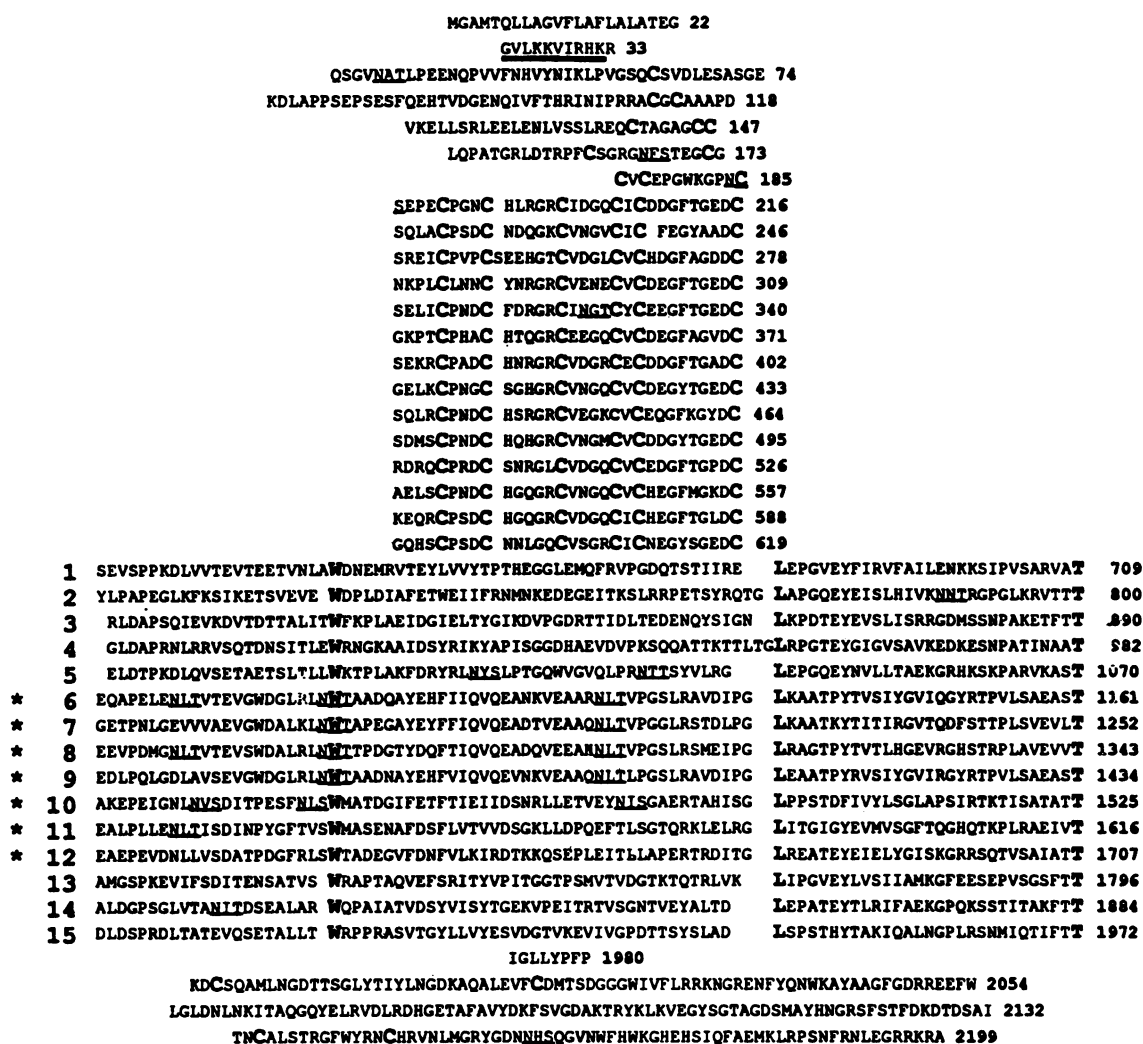 MGAMTQLLAGVFLAFLALATEG 22
GVLKKVIRHKR 33
QSGVNATLPEENQPVVFNHVYNIKLPVGSQCSVDLESASGE 74
KDLAPPSEPSESFQEHTVDGENQIVFTHRINIPRRACGCAAAPD 118
VKELLSRLEELENLVSSLREQCTAGAGCC 147
LQPATGRLDTRPFCSGRGNFSTEGCG 173
CVCEPGWKGPNC 185
SEPECPGNC HLRGRCIDGQCICDDGFTGEDC 216
SQLACPSDC NDQGKCVNGVCIC FEGYAADC 246
SREICPVPCSEEHGTCVDGLCVCHDGFAGDDC 278
NKPLCLNNC YNRGRCVENECVCDEGFTGEDC 309
SELICPNDC FDRGRCINGTCYCEEGFTGEDC 340
GKPTCPHAC HTQGRCEEGQCVCDEGFAGVDC 371
SEKRCPADC HNRGRCVDGRCECDDGFTGADC 402
GELKCPNGC SGHGRCVNGQCVCDEGYTGEDC 433
SQLRCPNDC HSRGRCVEGKCVCEQGFKGYDC 464
SDMSCPNDC HQHGRCVNGMCVCDDGYTGEDC 495
RDRQCPRDC SNRGLCVDGQCVCEDGFTGPDC 526
AELSCPNDC HGQGRCVNGQCVCHEGFMGKDC 557
KEQRCPSDC HGQGRCVDGQCICHEGFTGLDC 588
GQHSCPSDC NNLGQCVSGRCICNEGYSGEDC 619
1 SEVSPPKDLVVTEVTEETVNLAWDNEMRVTEYLVVYTPTHEGGLEMQFRVPGDQTSTIIRE LEPGVEYFIRVFAILENKKSIPVSARVAT 709
2 YLPAPEGLKFKSIKETSVEVE WDPLDIAFETWEIIFRNMNKEDEGEITKSLRRPETSYRQTG LAPGQEYEISLHIVKNNTRGPGLKRVTTT 800
3 RLDAPSQIEVKDVTDTTALITWFKPLAEIDGIELTYGIKDVPGDRTTIDLTEDENQYSIGN LKPDTEYEVSLISRRGDMSSNPAKETFTT 890
4 GLDAPRNLRRVSQTDNSITLEWRNGKAAIDSYRIKYAPISGGDHAEVDVPKSQQATTKTTLTGLRPGTEYGIGVSAVKEDKESNPATINAAT 982
5 ELDTPKDLQVSETAETSLTLLWKTPLAKFDRYRLNYSLPTGQWVGVQLPRNTTSYVLRG LEPGQEYNVLLTAEKGRHKSKPARVKAST 1070
* 6 EQAPELENLTVTEVGWDGLRLNWTAADQAYEHFIIQVQEANKVEAARNLTVPGSLRAVDIPG LKAATPYTVSIYGVIQGYRTPVLSAEAST 1161
* 7 GETPNLGEVVVAEVGWDALKLNWTAPEGAYEYFFIQVQEADTVEAAQNLTVPGGLRSTDLPG LKAATKYTITIRGVTQDFSTTPLSVEVLT 1252
* 8 EEVPDMGNLTVTEVSWDALRLNWTTPDGTYDQFTIQVQEADQVEEAHNLTVPGSLRSMEIPG LRAGTPYTVTLHGEVRGHSTRPLAVEVVT 1343
* 9 EDLPQLGDLAVSEVGWDGLRLNWTAADNAYEHFVIQVQEVNKVEAAQNLTLPGSLRAVDIPG LEAATPYRVSIYGVIRGYRTPVLSAEAST 1434
* 10 AKEPEIGNLNVSDITPESFNLSWMATDGIFETFTIEIIDSNRLLETVEYNISGAERTAHISG LPPSTDFIVYLSGLAPSIRTKTISATATT 1525
* 11 EALPLLENLTISDINPYGFTVSWMASENAFDSFLVTVVDSGKLLDPQEFTLSGTQRKLELRG LITGIGYEVMVSGFTQGHQTKPLRAEIVT 1616
* 12 EAEPEVDNLLVSDATPDGFRLSWTADEGVFDNFVLKIRDTKKQSEPLEITLLAPERTRDITG LREATEYEIELYGISKGRRSQTVSAIATT 1707
13 AMGSPKEVIFSDITENSATVS WRAPTAQVESFRITYVPITGGTPSMVTVDGTKTQTRLVK LIPGVEYLVSIIAMKGFEESEPVSGSFTT 1796
14 ALDGPSGLVTANITDSEALAR WQPAIATVDSYVISYTGEKVPEITRTVSGNTVEYALTD LEPATEYTLRIFAEKGPQKSSTITAKFTT 1884
15 DLDSPRDLTATEVQSETALLT WRPPRASVTGYLLVYESVDGTVKEVIVGPDTTSYSLAD LSPSTHYTAKIQALNGPLRSNMIQTIFTT 1972
IGLLYPFP 1980
KDCSQAMLNGDTTSGLYTIYLNGDKAQALEVFCDMTSDGGGWIVFLRRKNGRENFYQNWKAYAAGFGDRREEFW 2054
LGLDNLNKITAQGQYELRVDLRDHGETAFAVYDKFSVGDAKTRYKLKVEGYSGTAGDSMAYHNGRSFSTFDKDTDSAI 2132
TNCALSTRGFWYRNCHRVNLMGRYGDNNHSQGVNWFHWKGHEHSIQFAEMKLRPSNFRNLEGRRKRA 2199